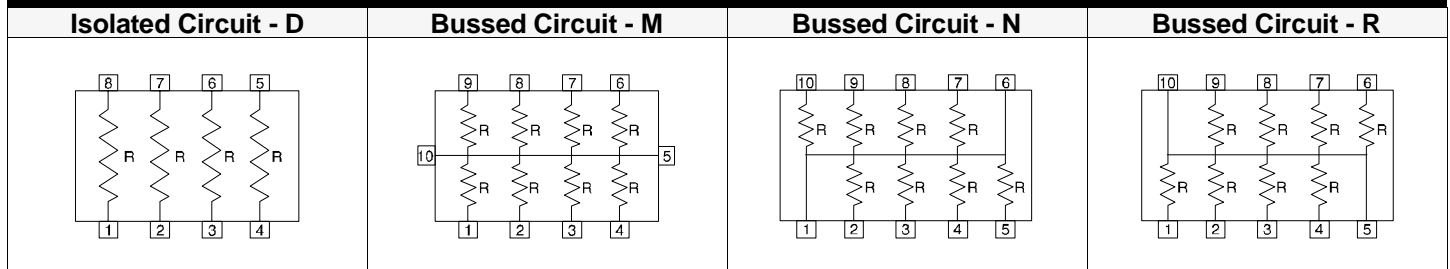 Isolated Circuit - D
8 7 6 5
R R R R
1 2 3 4
Bussed Circuit - M
9 8 7 6
R R R R
10 5
R R R R
1 2 3 4
Bussed Circuit - N
10 9 8 7 6
R R R R
R R R R
1 2 3 4 5
Bussed Circuit - R
10 9 8 7 6
R R R R
R R R R
1 2 3 4 5